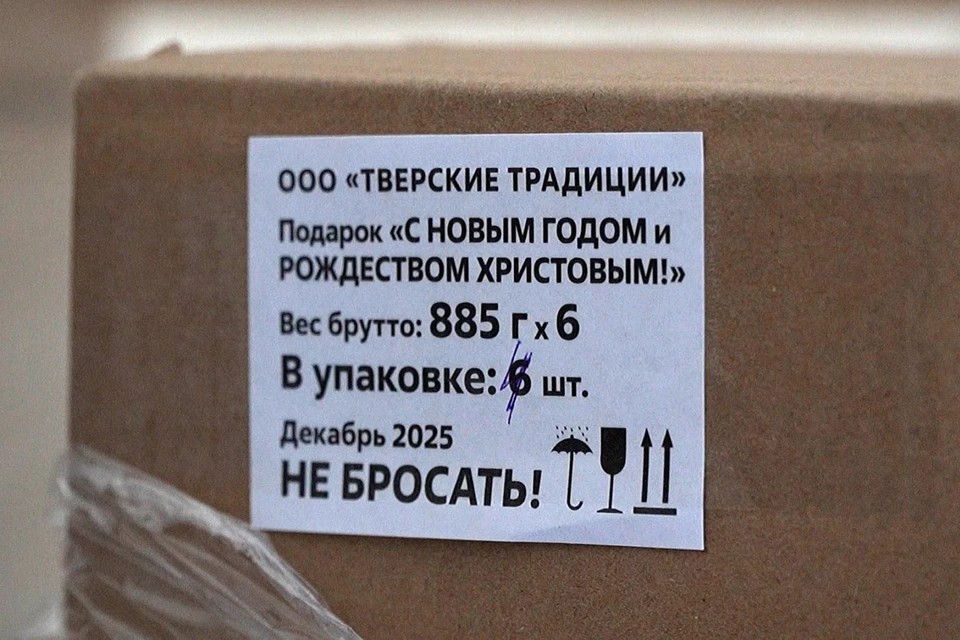 ООО «ТВЕРСКИЕ ТРАДИЦИИ»
Подарок «С НОВЫМ ГОДОМ и
РОЖДЕСТВОМ ХРИСТОВЫМ!»
Вес брутто: 885 г х 6
В упаковке: 6 шт.
Декабрь 2025
НЕ БРОСАТЬ!